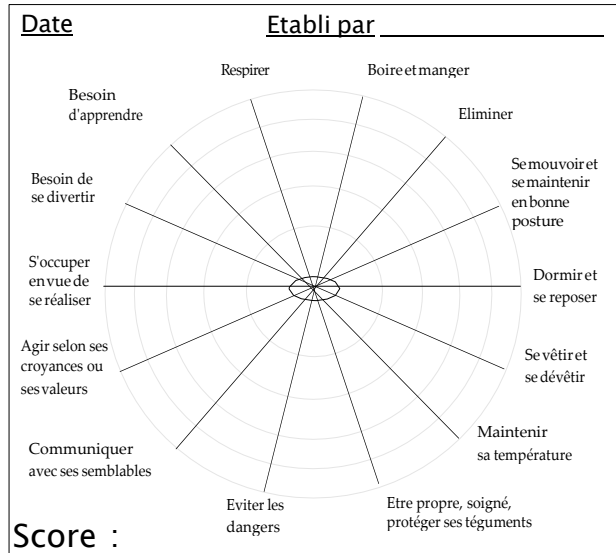 Date Etabli par
Respirer
Boire et manger
Eliminer
Se mouvoir et
se maintenir
en bonne
posture
Dormir et
se reposer
Se vêtir et
se dévêtir
Maintenir
sa température
Etre propre, soigné,
protéger ses téguments
Eviter les
dangers
Communiquer
avec ses semblables
Agir selon ses
croyances ou
ses valeurs
S'occuper
en vue de
se réaliser
Besoin de
se divertir
Besoin
d'apprendre
Score :